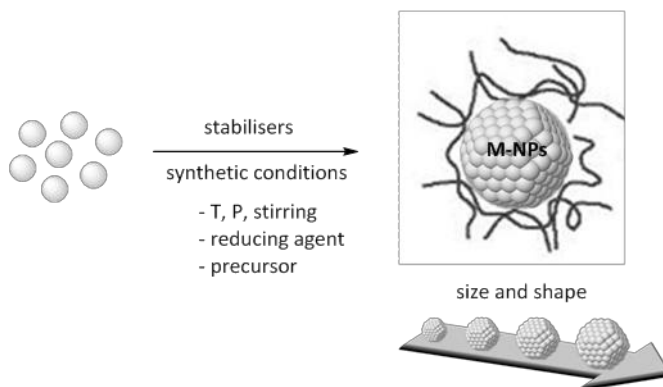 stabilisers
synthetic conditions
- T, P, stirring
- reducing agent
- precursor
M-NPs
size and shape